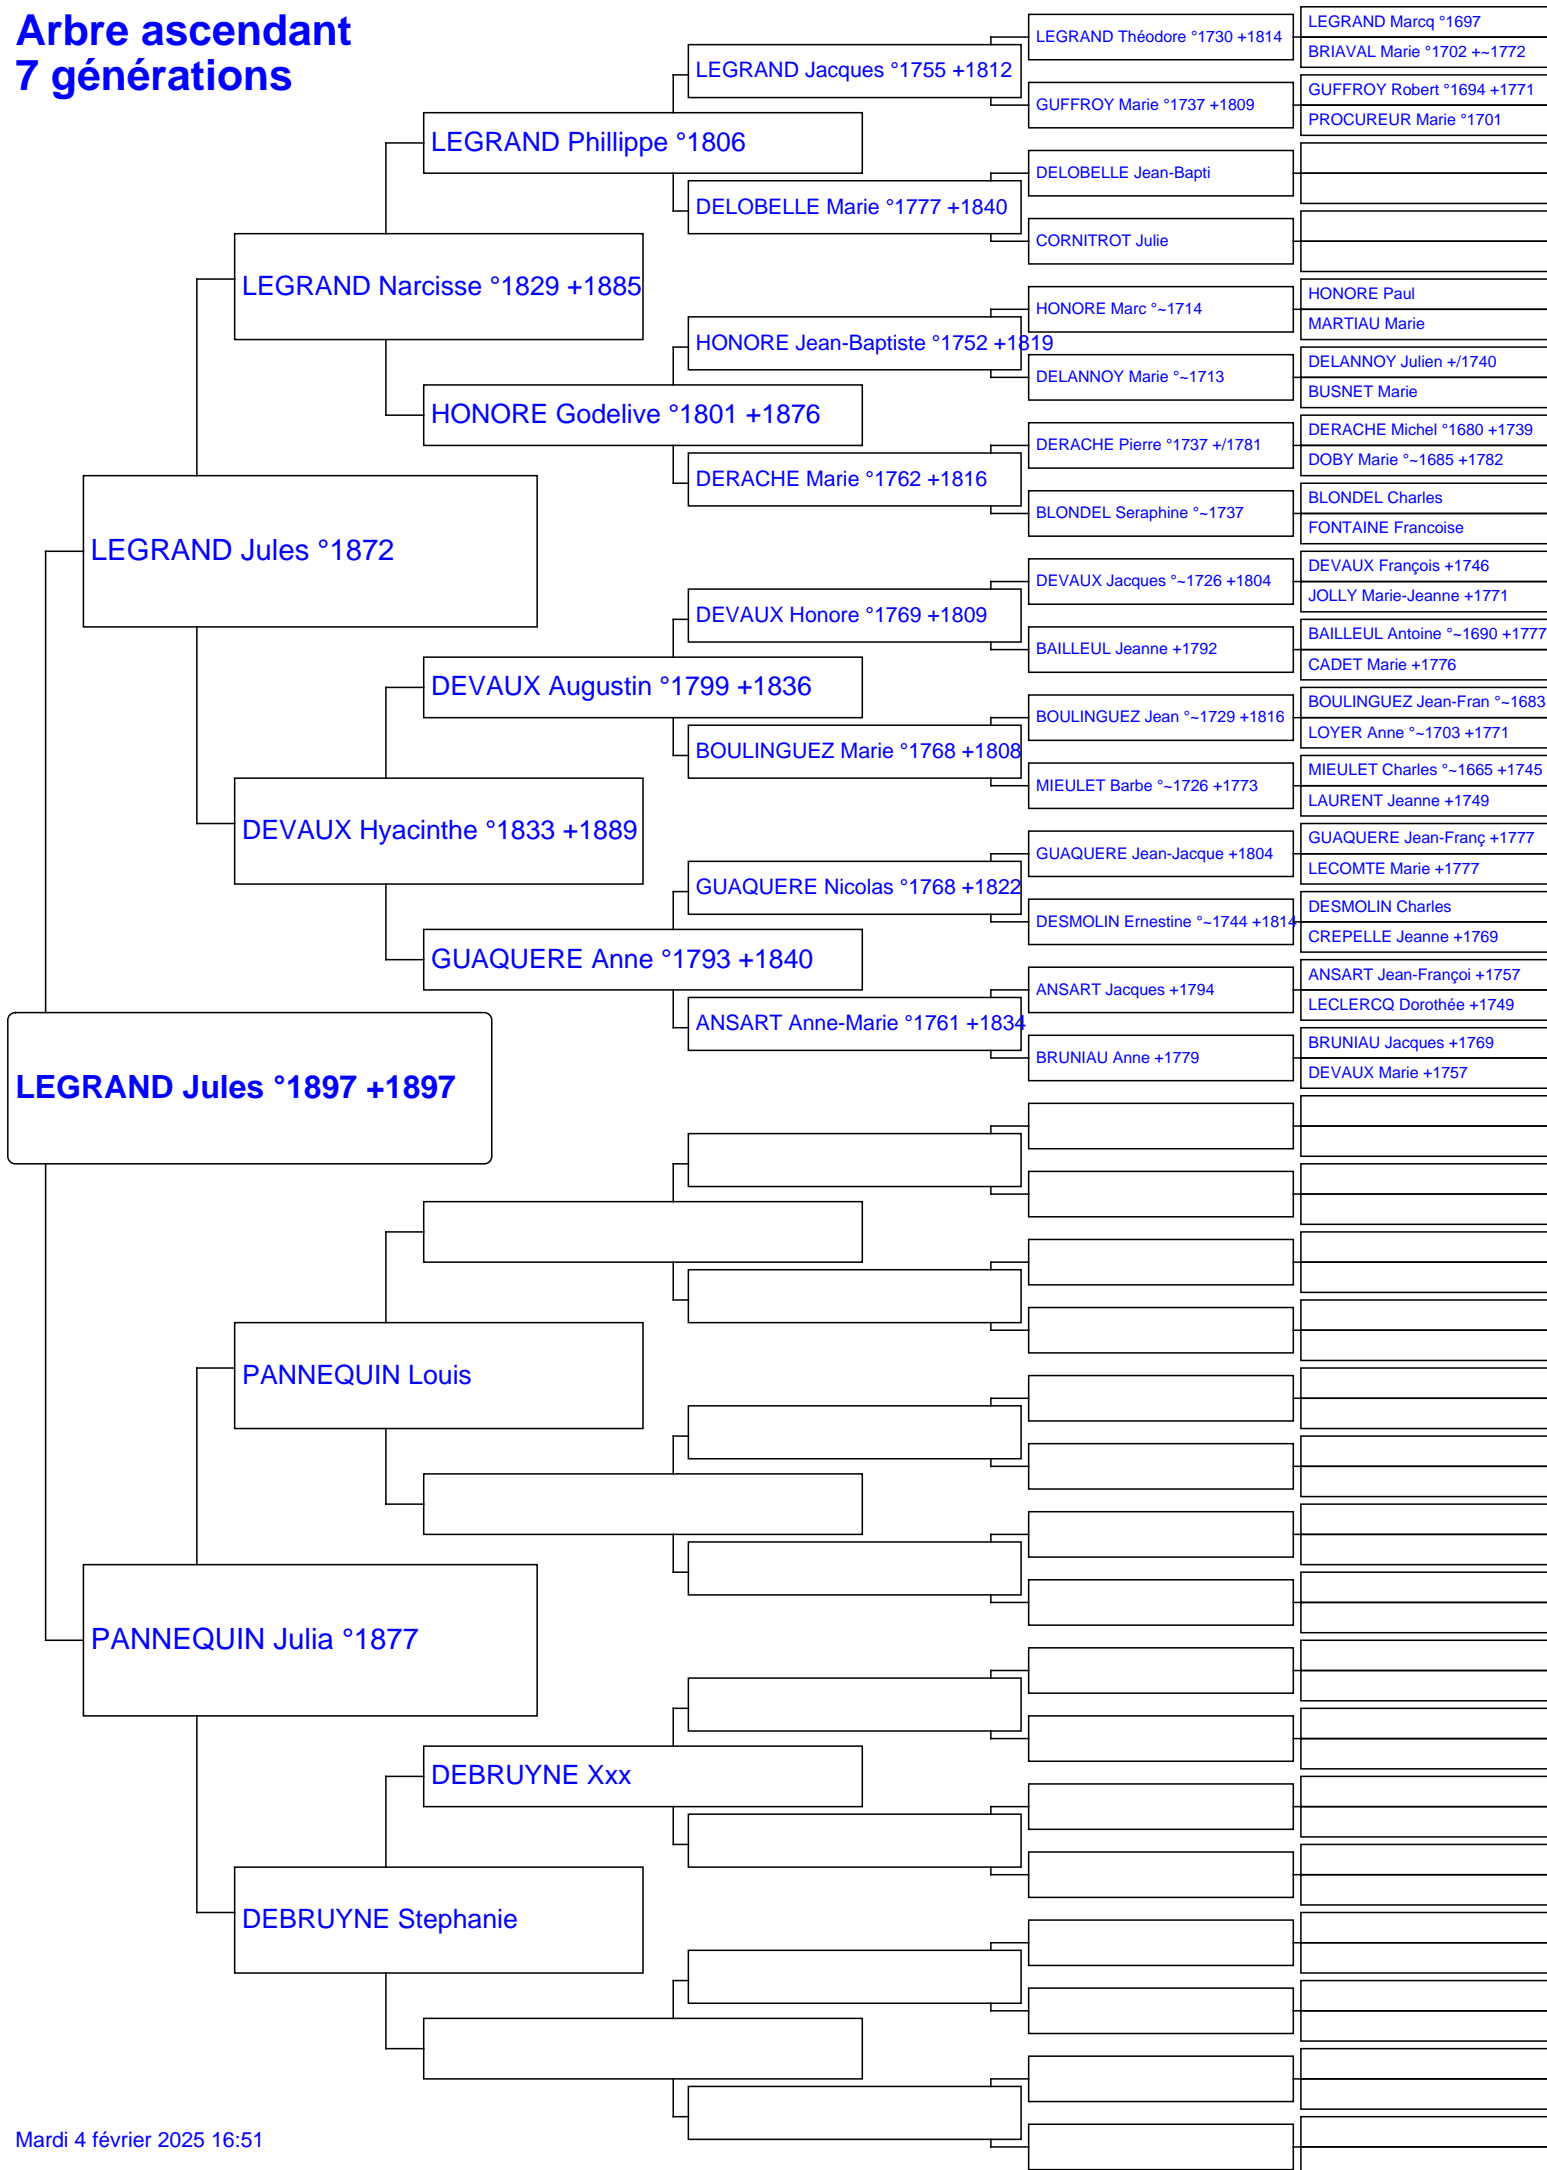 Arbre ascendant
7 générations
LEGRAND Jules °1897 +1897
LEGRAND Jules °1872
PANNEQUIN Julia °1877
LEGRAND Narcisse °1829 +1885
DEVAUX Hyacinthe °1833 +1889
PANNEQUIN Louis
DEBRUYNE Stephanie
LEGRAND Phillippe °1806
HONORE Godelive °1801 +1876
DEVAUX Augustin °1799 +1836
GUAQUERE Anne °1793 +1840
DEBRUYNE Xxx
LEGRAND Jacques °1755 +1812
DELOBELLE Marie °1777 +1840
HONORE Jean-Baptiste °1752 +1819
DERACHE Marie °1762 +1816
DEVAUX Honore °1769 +1809
BOULINGUEZ Marie °1768 +1808
GUAQUERE Nicolas °1768 +1822
ANSART Anne-Marie °1761 +1834
LEGRAND Théodore °1730 +1814
GUFFROY Marie °1737 +1809
DELOBELLE Jean-Bapti
CORNITROT Julie
HONORE Marc °~1714
DELANNOY Marie °~1713
DERACHE Pierre °1737 +/1781
BLONDEL Seraphine °~1737
DEVAUX Jacques °~1726 +1804
BAILLEUL Jeanne +1792
BOULINGUEZ Jean °~1729 +1816
MIEULET Barbe °~1726 +1773
GUAQUERE Jean-Jacque +1804
DESMOLIN Ernestine °~1744 +1814
ANSART Jacques +1794
BRUNIAU Anne +1779
LEGRAND Marcq °1697
BRIAVAL Marie °1702 +~1772
GUFFROY Robert °1694 +1771
PROCUREUR Marie °1701
HONORE Paul
MARTIAU Marie
DELANNOY Julien +/1740
BUSNET Marie
DERACHE Michel °1680 +1739
DOBY Marie °~1685 +1782
BLONDEL Charles
FONTAINE Francoise
DEVAUX François +1746
JOLLY Marie-Jeanne +1771
BAILLEUL Antoine °~1690 +1777
CADET Marie +1776
BOULINGUEZ Jean-Fran °~1683
LOYER Anne °~1703 +1771
MIEULET Charles °~1665 +1745
LAURENT Jeanne +1749
GUAQUERE Jean-Franç +1777
LECOMTE Marie +1777
DESMOLIN Charles
CREPELLE Jeanne +1769
ANSART Jean-Françoi +1757
LECLERCQ Dorothée +1749
BRUNIAU Jacques +1769
DEVAUX Marie +1757
Mardi 4 février 2025 16:51